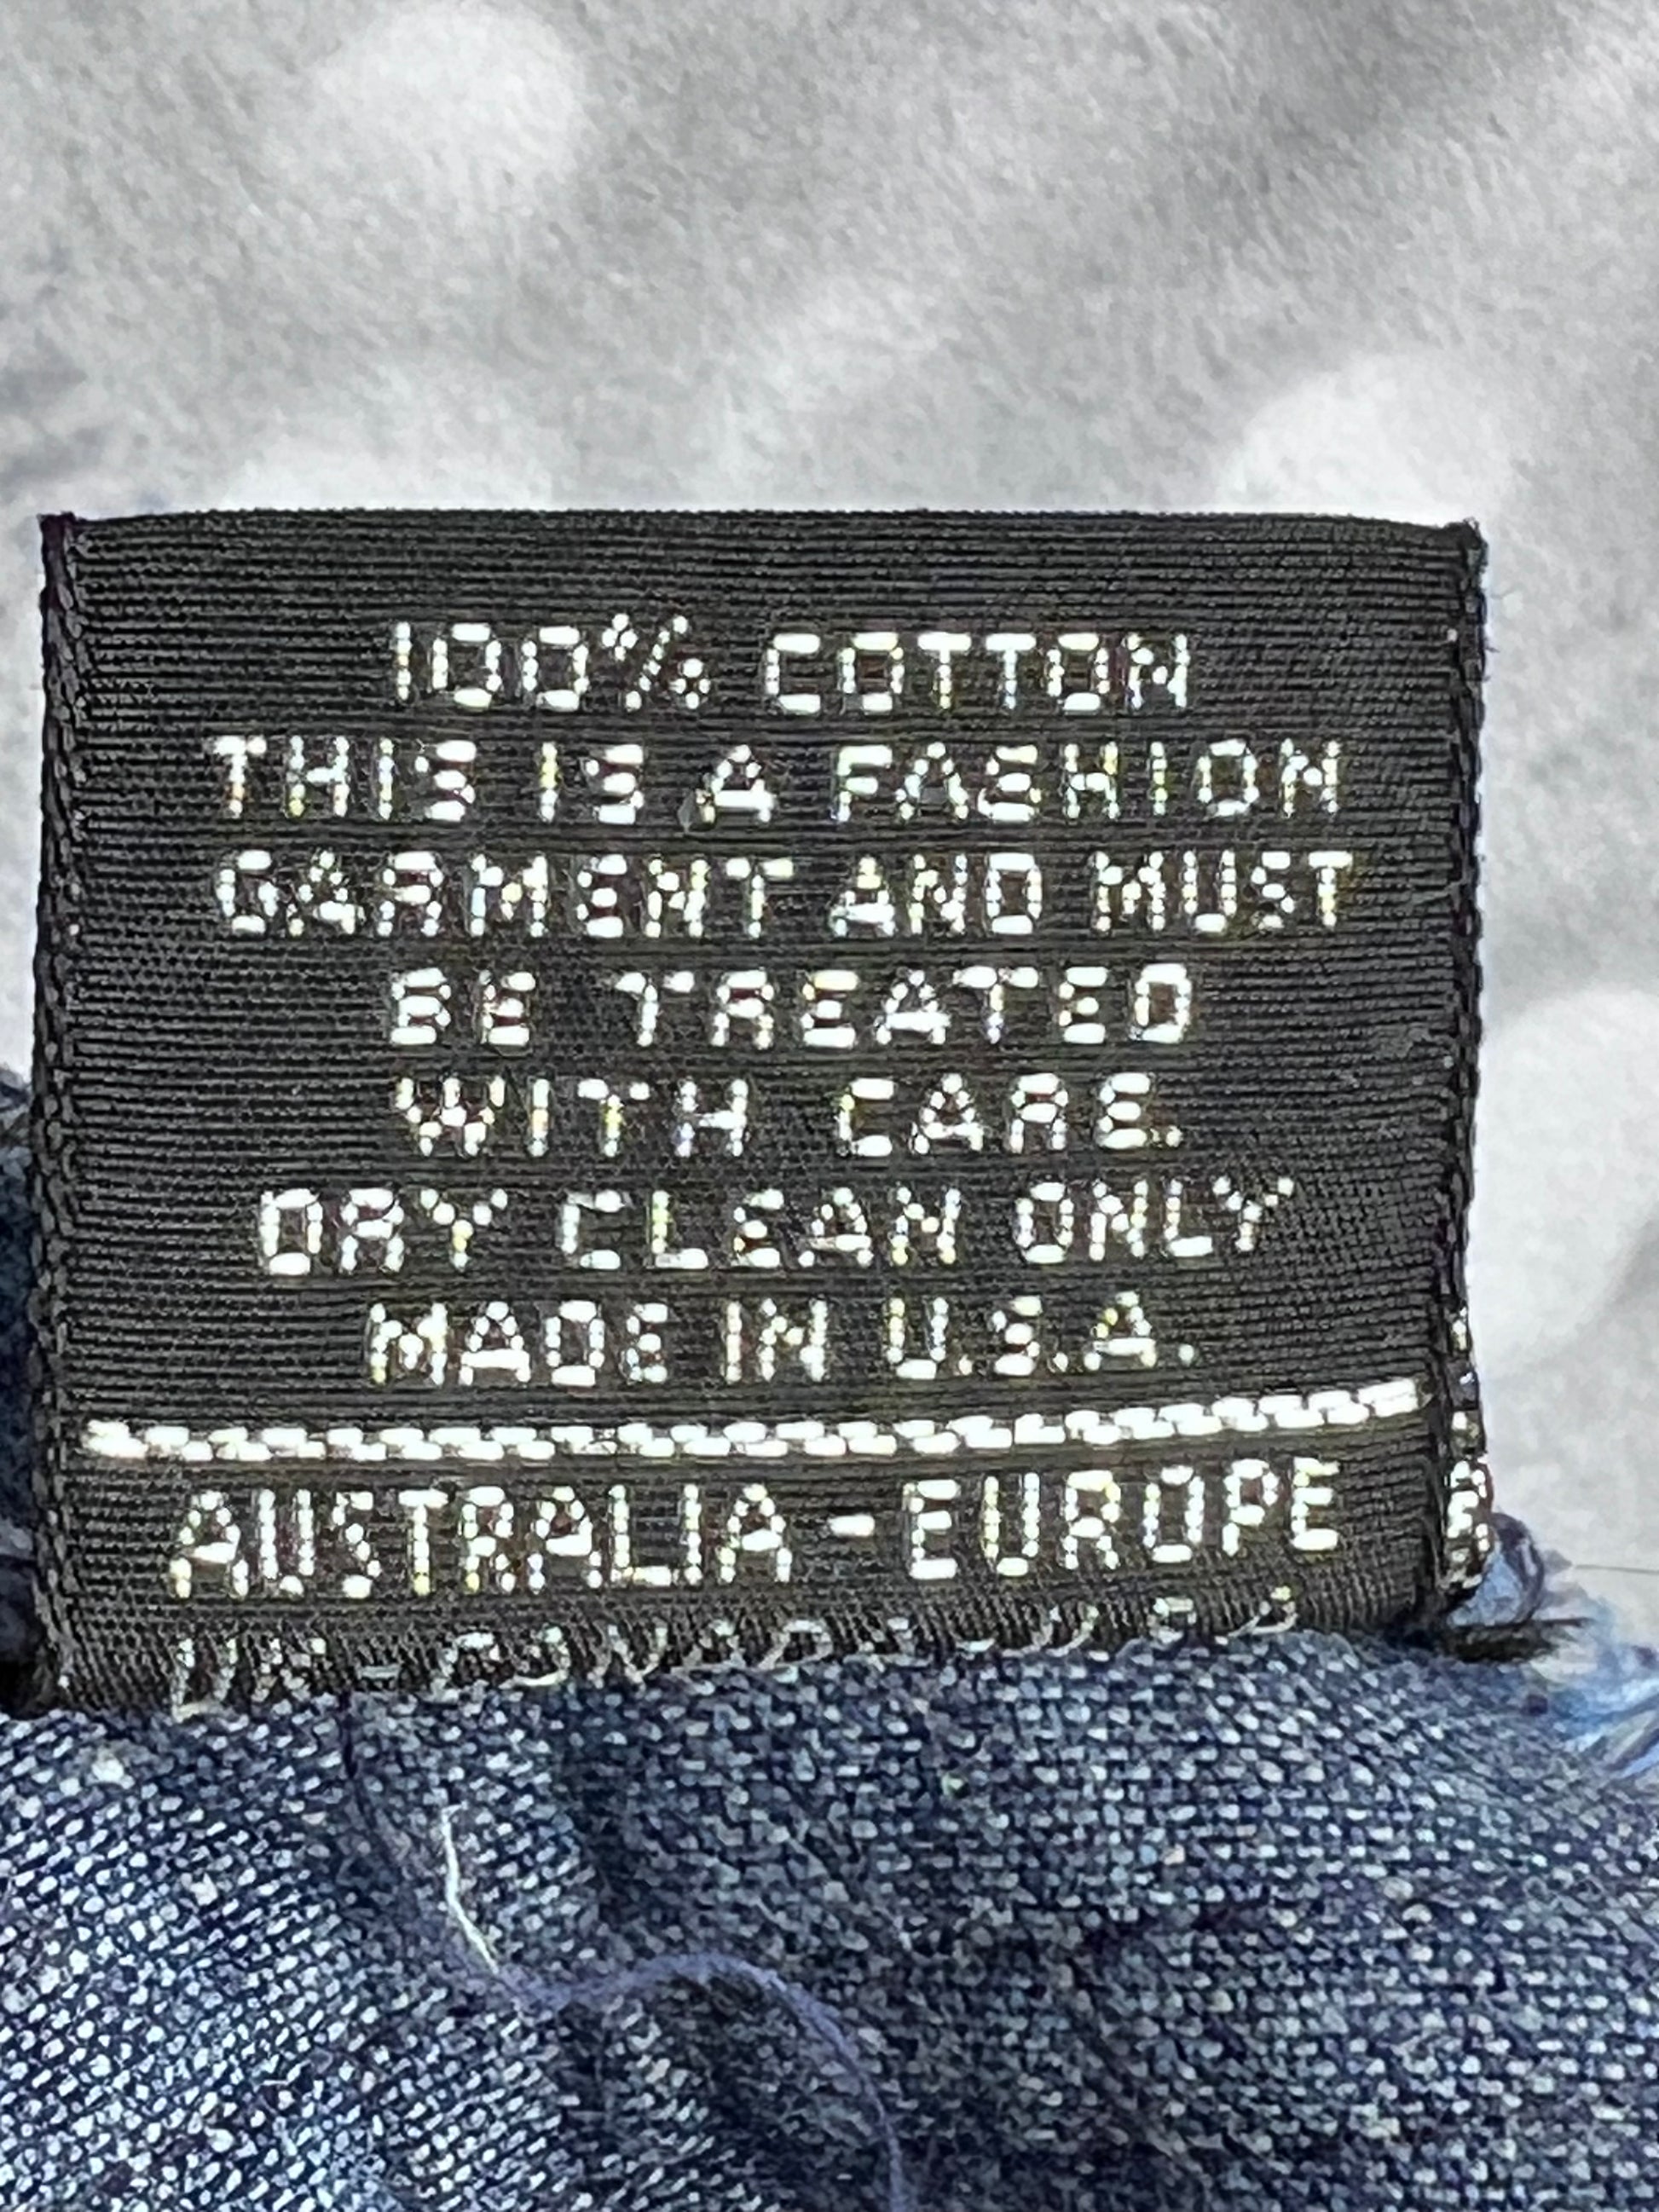 100% COTTON
THIS IS A FASHION
GARMENT AND MUST
BE TREATED
WITH CARE.
DRY CLEAN ONLY
MADE IN U.S.A.
AUSTRALIA - EUROPE